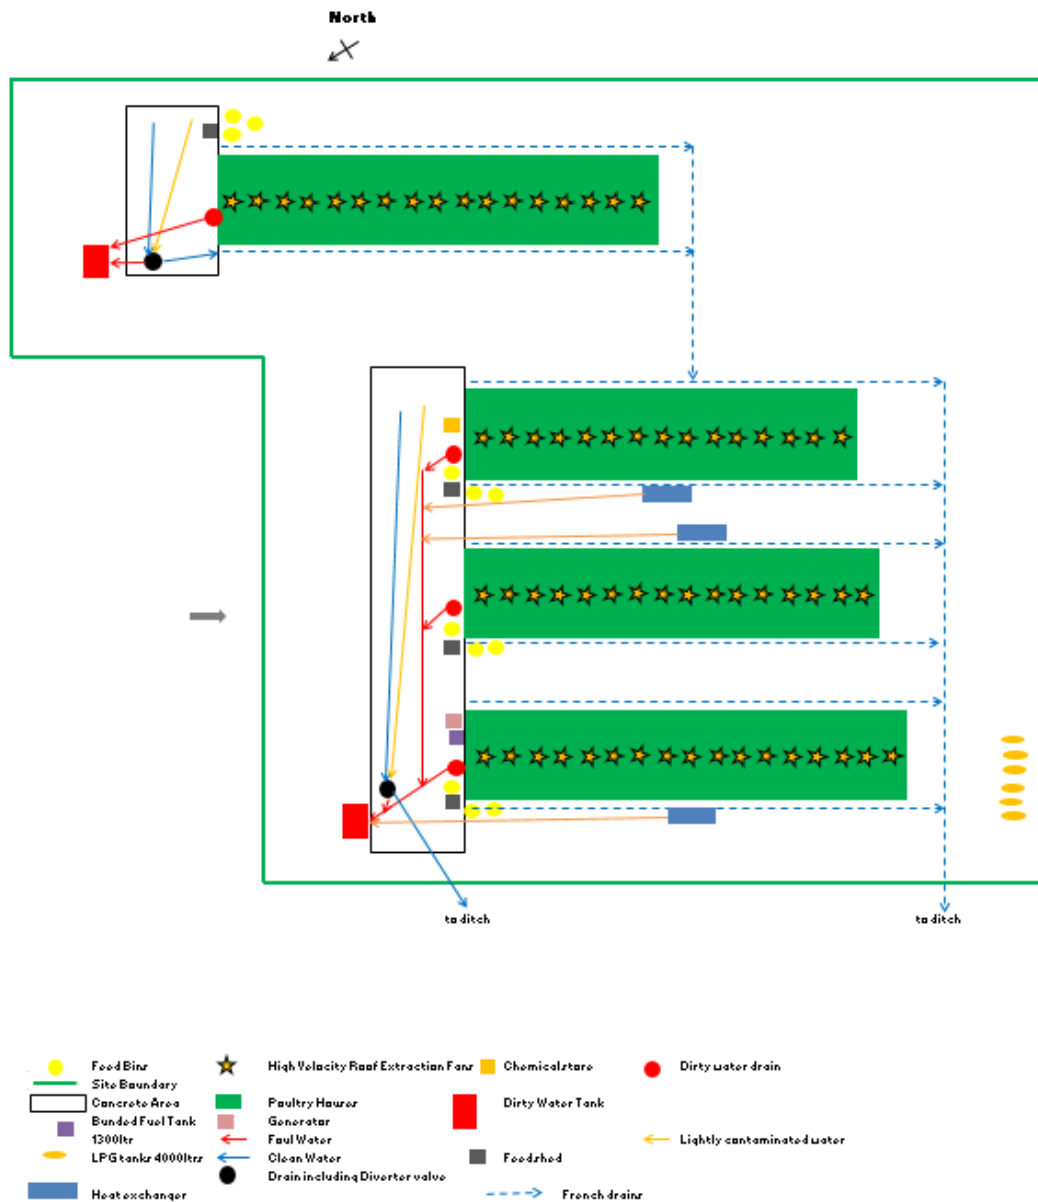 North
to ditch
to ditch
Feed Bins
High Velocity Roof Extraction Fans
Chemical store
Dirty water drain
Site Boundary
Concrete Area
Poultry Houses
Dirty Water Tank
Bunded Fuel Tank
1300ltr
Generator
Foul Water
Lightly contaminated water
LPG tanks 4000ltrs
Clean Water
Feed shed
Drain including Diverter valve
Heat exchanger
French drains